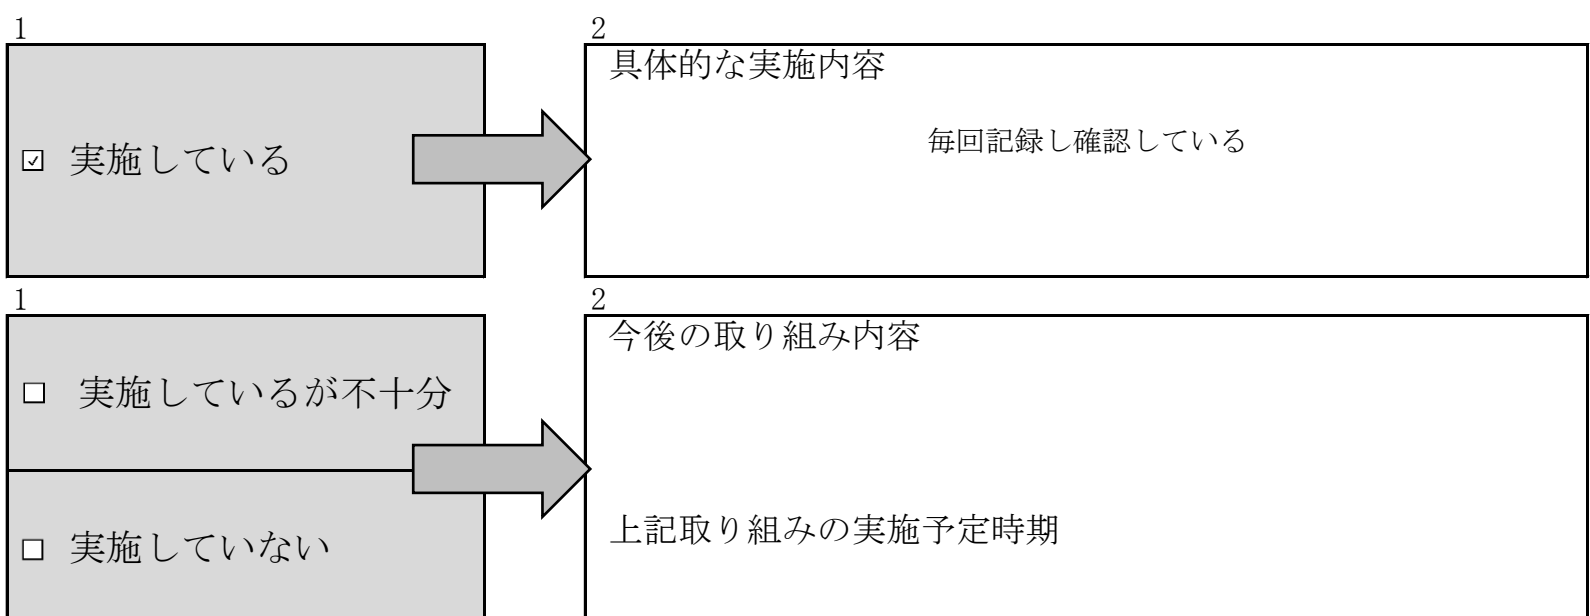 1
2
☑ 実施している
具体的な実施内容
毎回記録し確認している
1
2
☐ 実施しているが不十分
☐ 実施していない
今後の取り組み内容
上記取り組みの実施予定時期